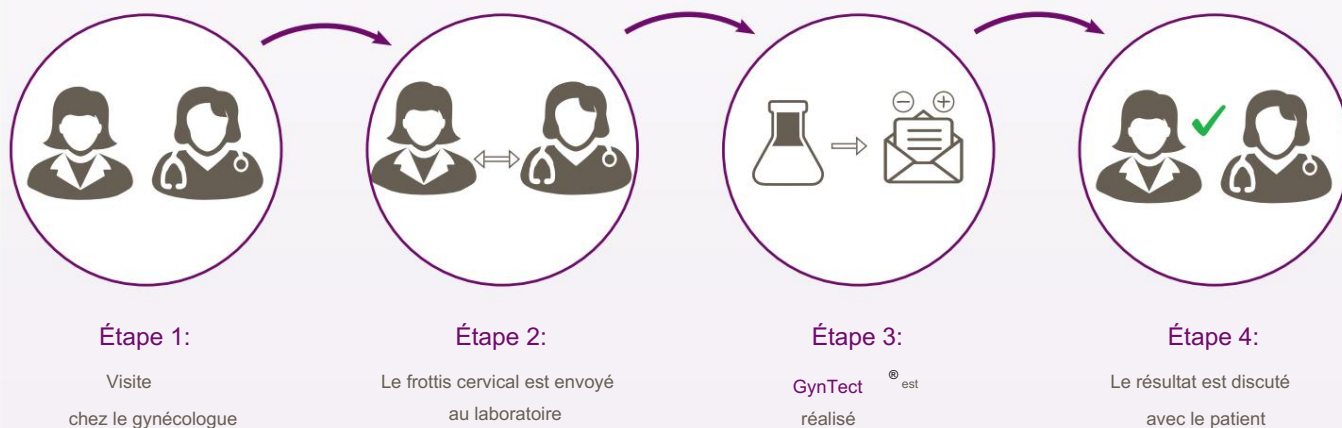 Étape 1:
Visite
chez le gynécologue
Étape 2:
Le frottis cervical est envoyé
au laboratoire
Étape 3:
GynTect ® est
réalisé
Étape 4:
Le résultat est discuté
avec le patient